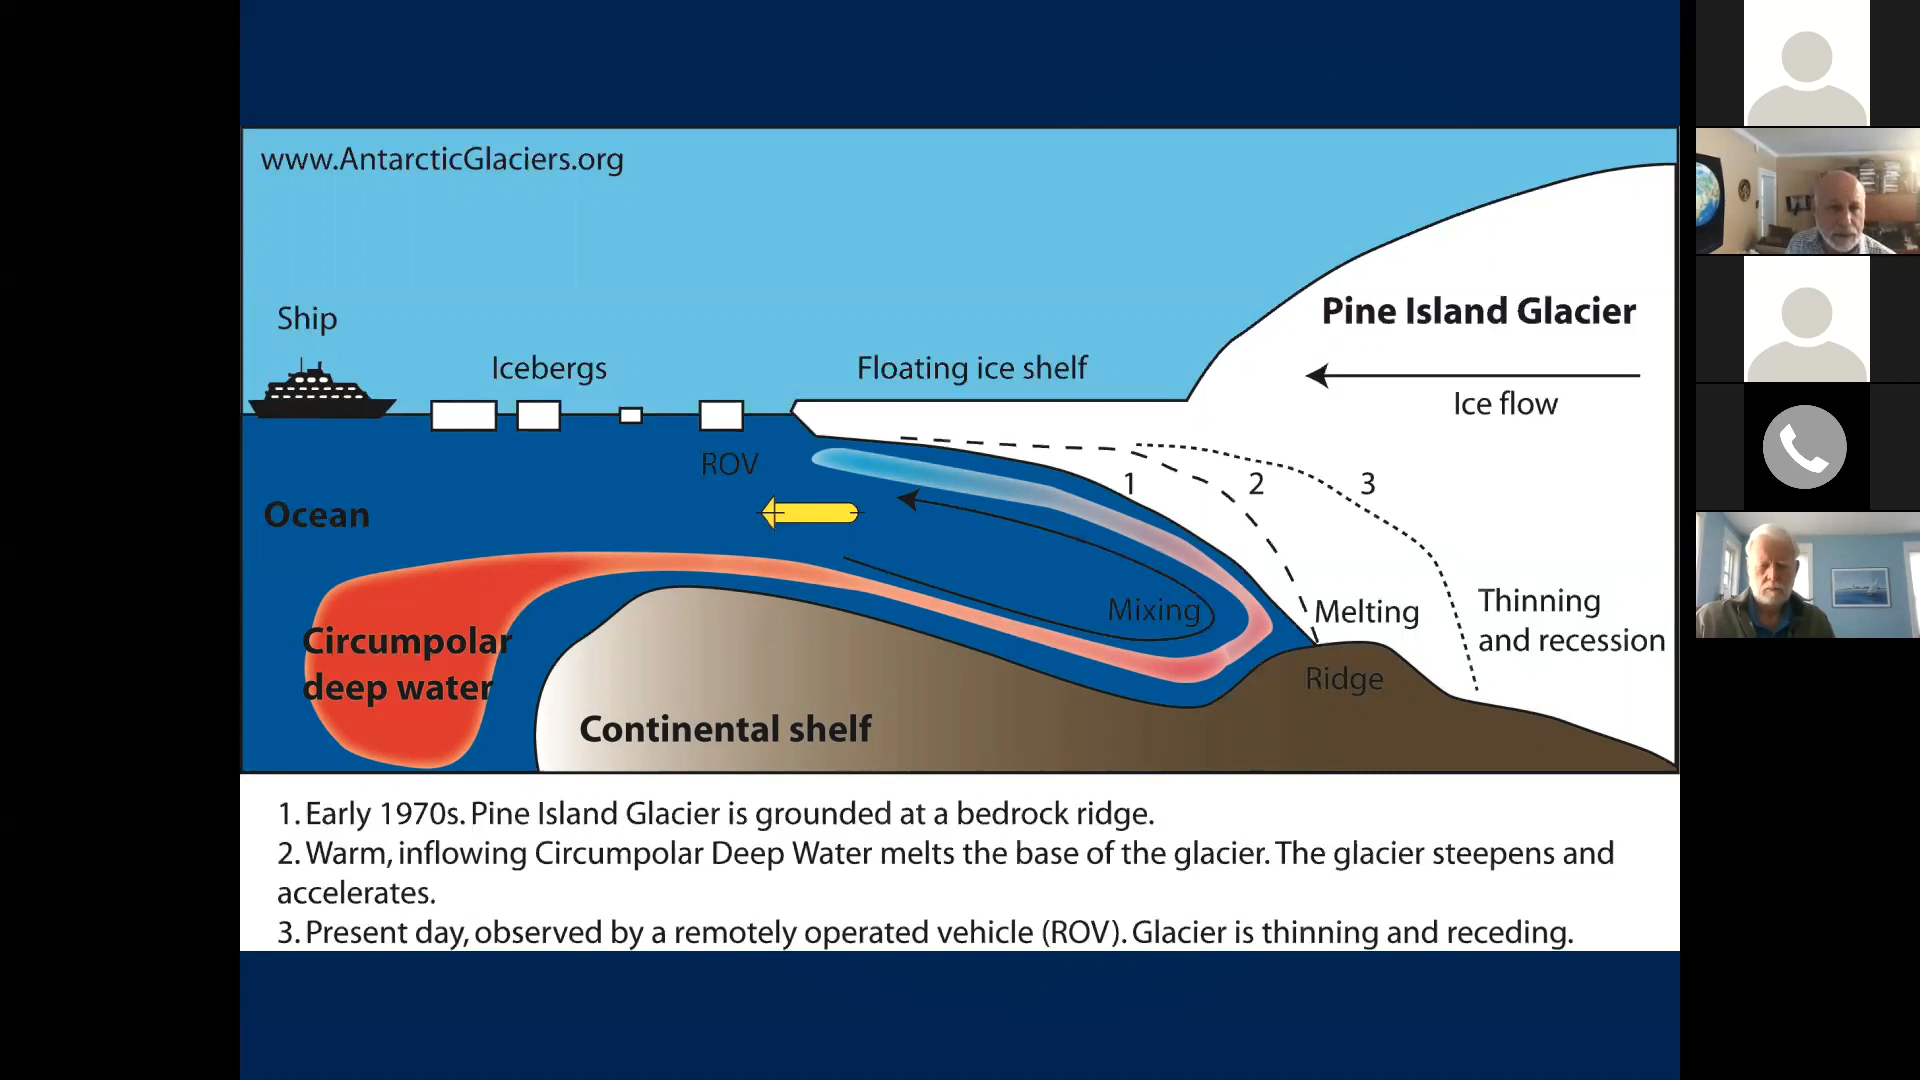 www.AntarcticGlaciers.org
Ship
Icebergs
Floating ice shelf
Pine Island Glacier
Ice flow
ROV
1
2
3
Ocean
Mixing
Melting
Thinning
and recession
Circumpolar
deep water
Ridge
Continental shelf
1. Early 1970s. Pine Island Glacier is grounded at a bedrock ridge.
2. Warm, inflowing Circumpolar Deep Water melts the base of the glacier. The glacier steepens and
accelerates.
3. Present day, observed by a remotely operated vehicle (ROV). Glacier is thinning and receding.